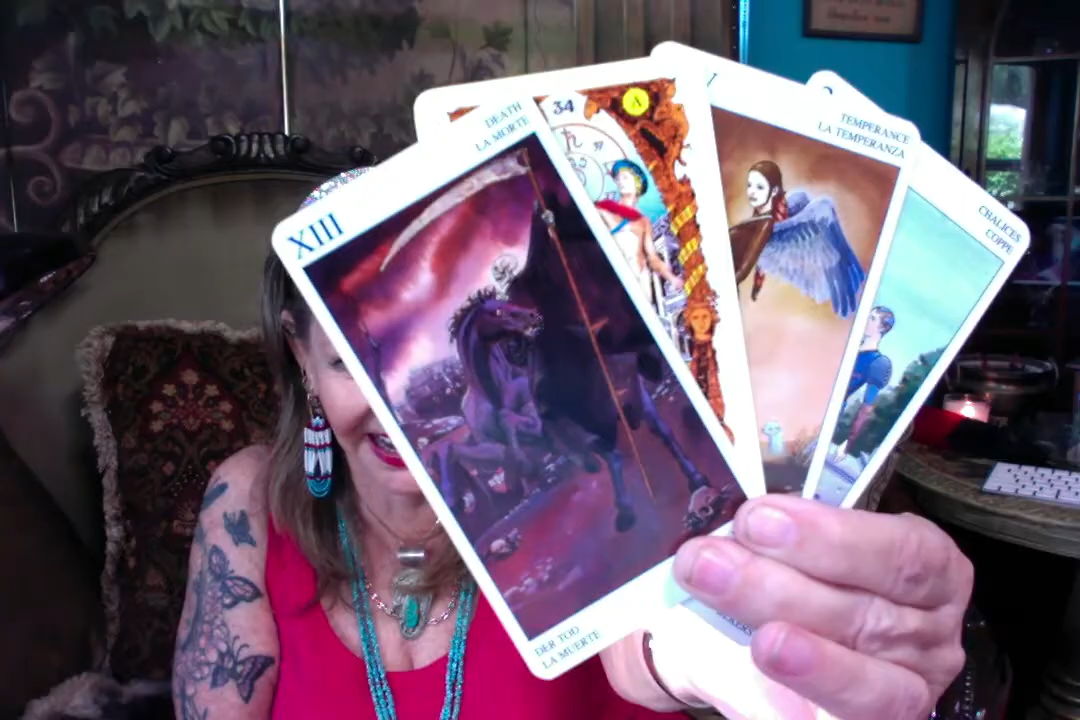 DEATH
LA MORTE
XIII
DER TOD
LA MUERTE
34
A
I
TEMPERANCE
LA TEMPERANZA
CHALICES
COPPE